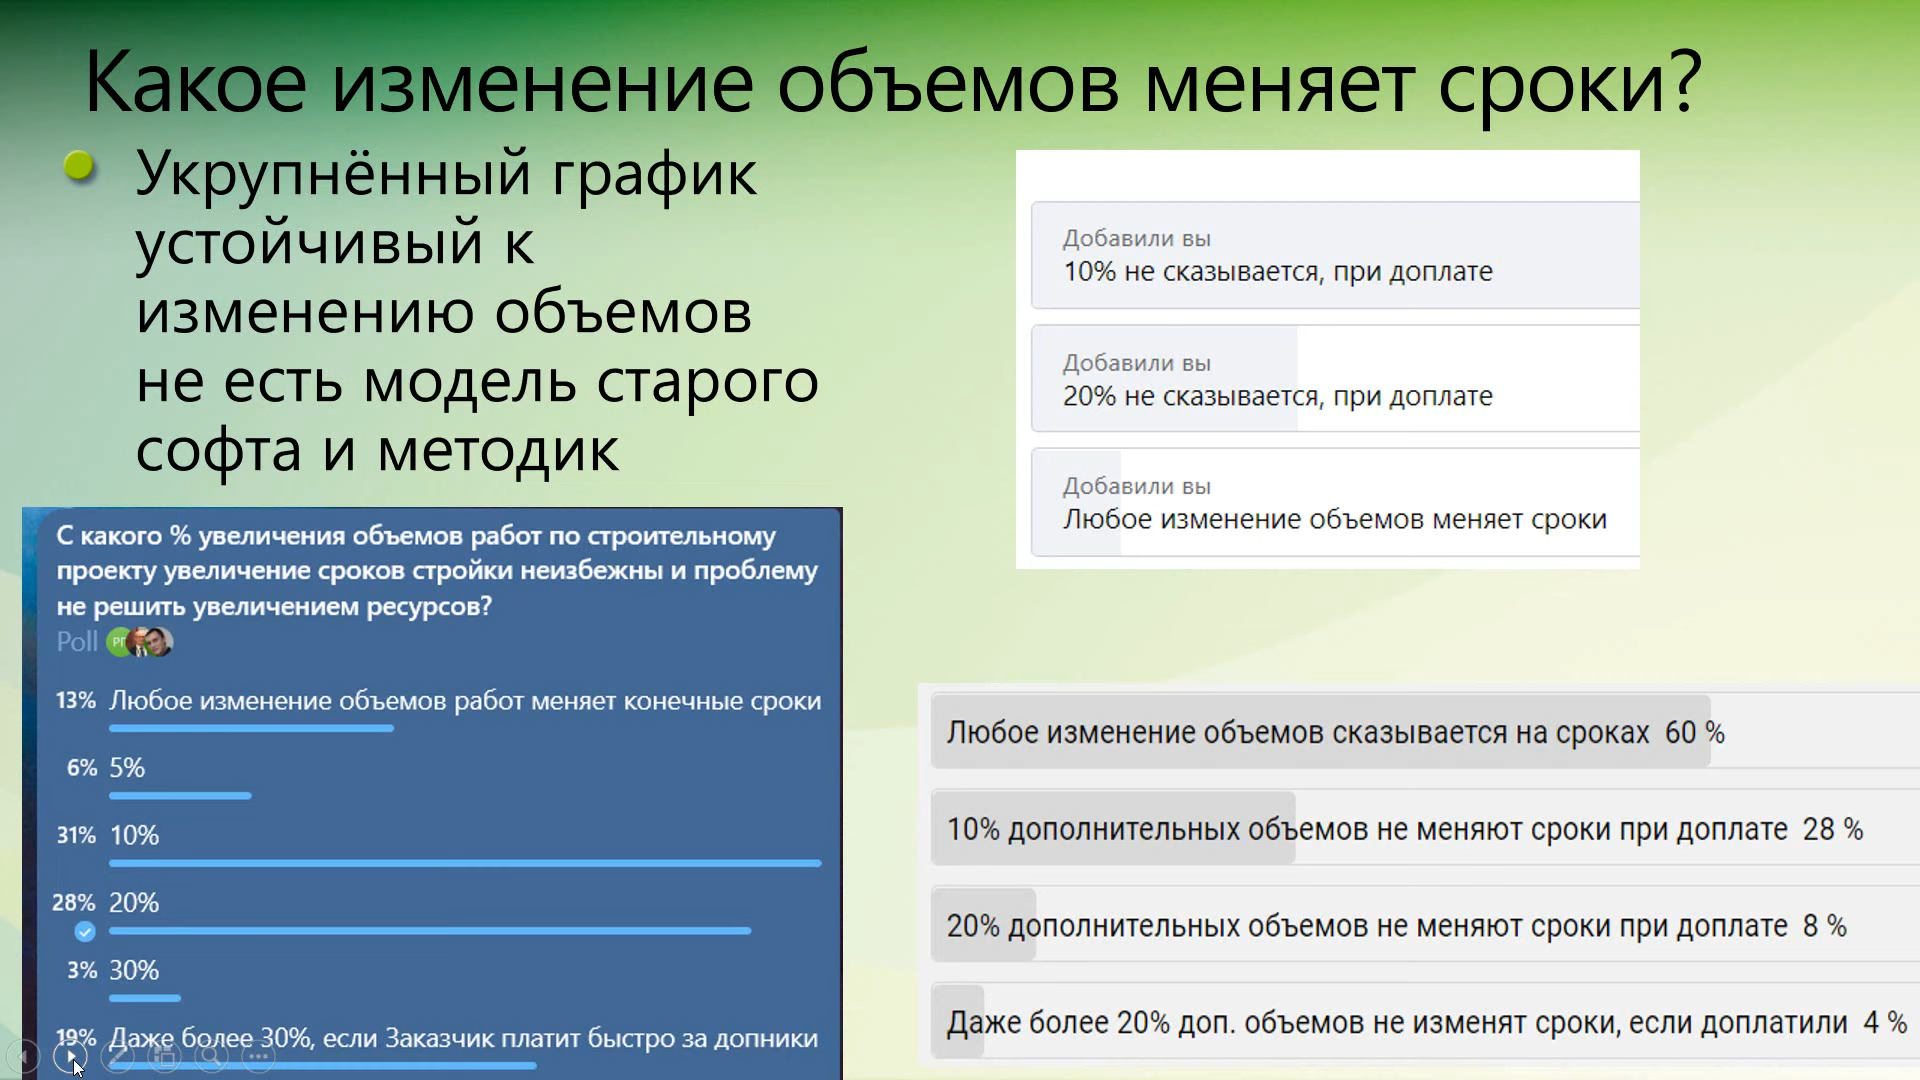 Какое изменение объемов меняет сроки?
Укрупнённый график
устойчивый к
изменению объемов
не есть модель старого
софта и методик
Добавили вы
10% не сказывается, при доплате
Добавили вы
20% не сказывается, при доплате
Добавили вы
Любое изменение объемов меняет сроки
С какого % увеличения объемов работ по строительному
проекту увеличение сроков стройки неизбежны и проблему
не решить увеличением ресурсов?
Poll РГ
13% Любое изменение объемов работ меняет конечные сроки
6% 5%
31% 10%
28% 20%
3% 30%
19% Даже более 30%, если Заказчик платит быстро за допники
Любое изменение объемов сказывается на сроках 60 %
10% дополнительных объемов не меняют сроки при доплате 28 %
20% дополнительных объемов не меняют сроки при доплате 8 %
Даже более 20% доп. объемов не изменят сроки, если доплатили 4 %